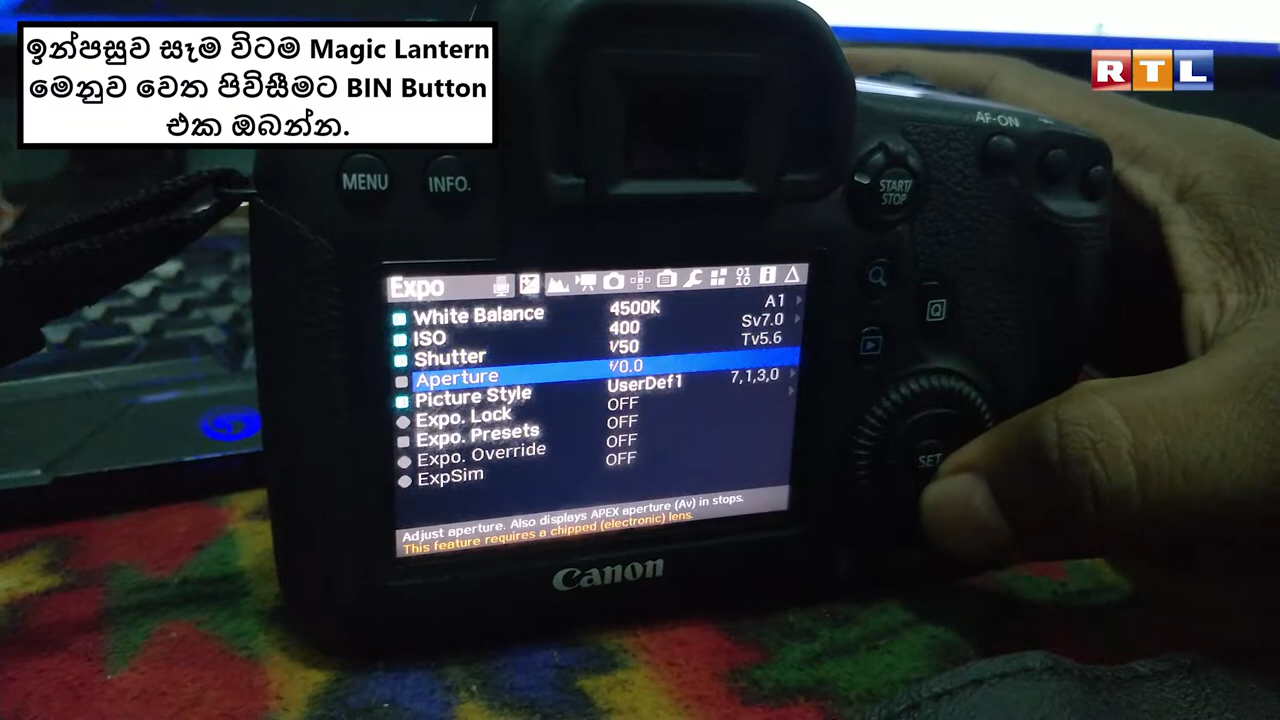 ඉන්පසුව සෑම විටම Magic Lantern
මෙනුව වෙත පිවිසීමට BIN Button
එක ඔබන්න.
RTL
AF-ON
MENU
INFO.
START/
STOP
Q
Expo
White Balance 4500K A1
ISO 400 Sv7.0
Shutter 1/50 Tv5.6
Aperture f/0.0
Picture Style UserDef1 7,1,3,0
Expo. Lock OFF
Expo. Presets OFF
Expo. Override OFF
ExpSim OFF
SET
Adjust aperture. Also displays APEX aperture (Av) in stops.
This feature requires a chipped (electronic) lens.
Canon